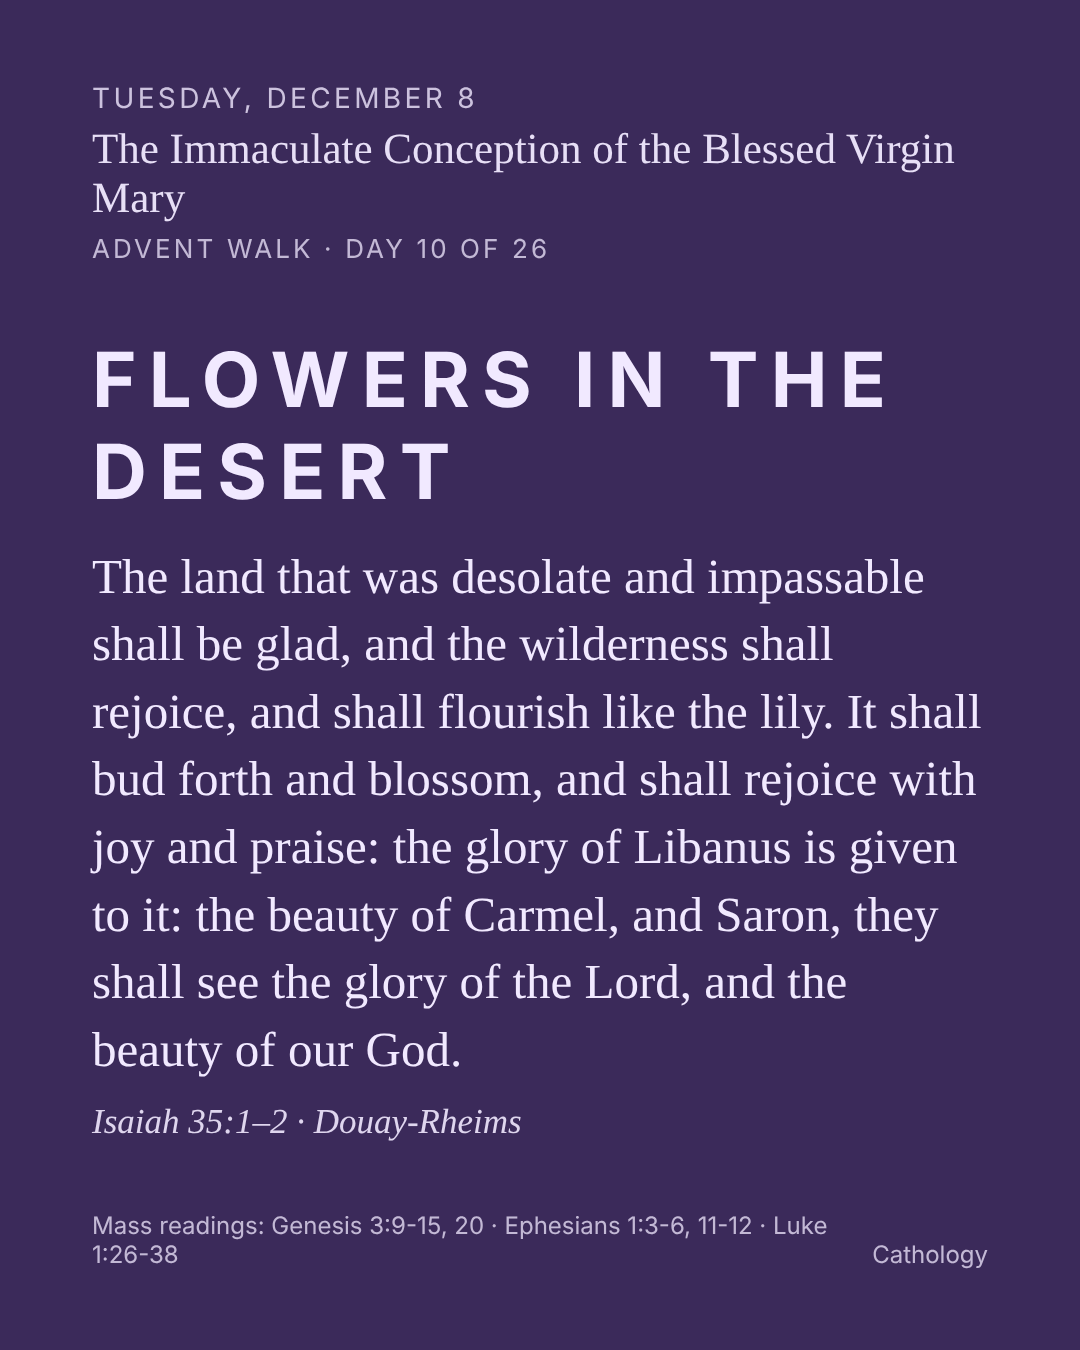 TUESDAY, DECEMBER 8
The Immaculate Conception of the Blessed Virgin
Mary
ADVENT WALK · DAY 10 OF 26
FLOWERS IN THE
DESERT
The land that was desolate and impassable
shall be glad, and the wilderness shall
rejoice, and shall flourish like the lily. It shall
bud forth and blossom, and shall rejoice with
joy and praise: the glory of Libanus is given
to it: the beauty of Carmel, and Saron, they
shall see the glory of the Lord, and the
beauty of our God.
Isaiah 35:1–2 · Douay-Rheims
Mass readings: Genesis 3:9-15, 20 · Ephesians 1:3-6, 11-12 · Luke
1:26-38
Cathology